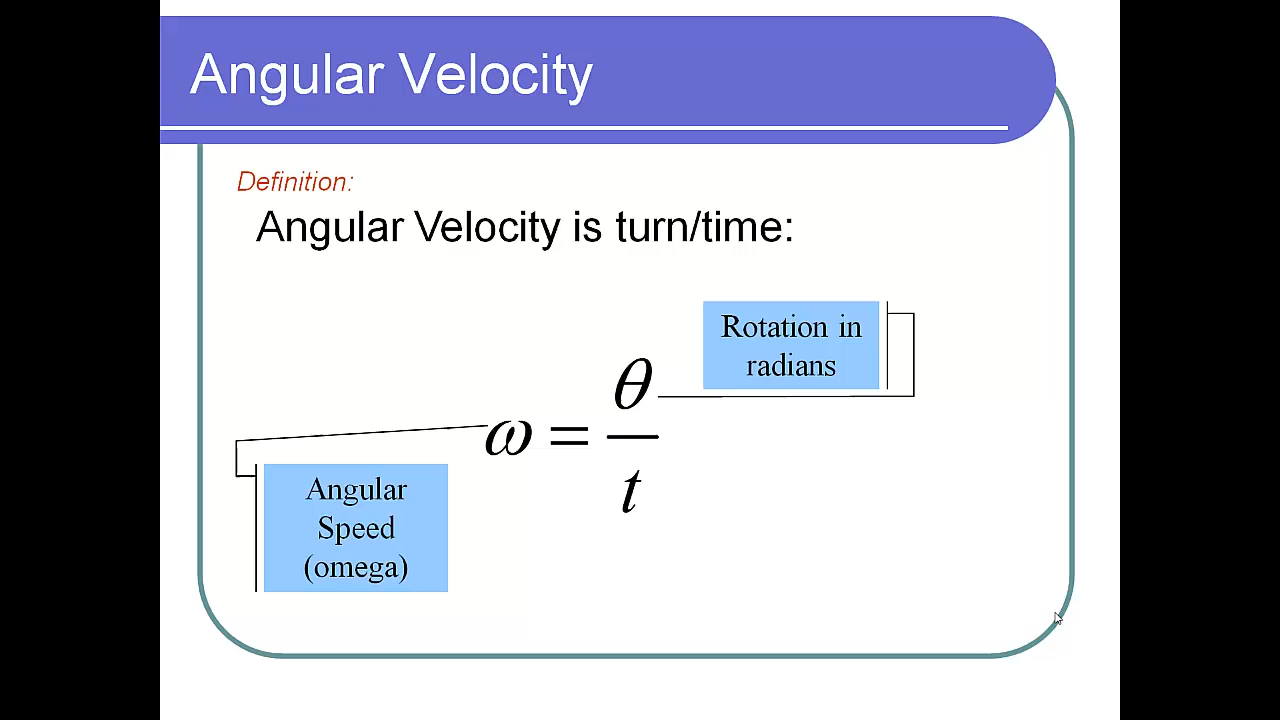 Angular Velocity
Definition:
Angular Velocity is turn/time:
Rotation in
radians
θ
ω =
t
Angular
Speed
(omega)